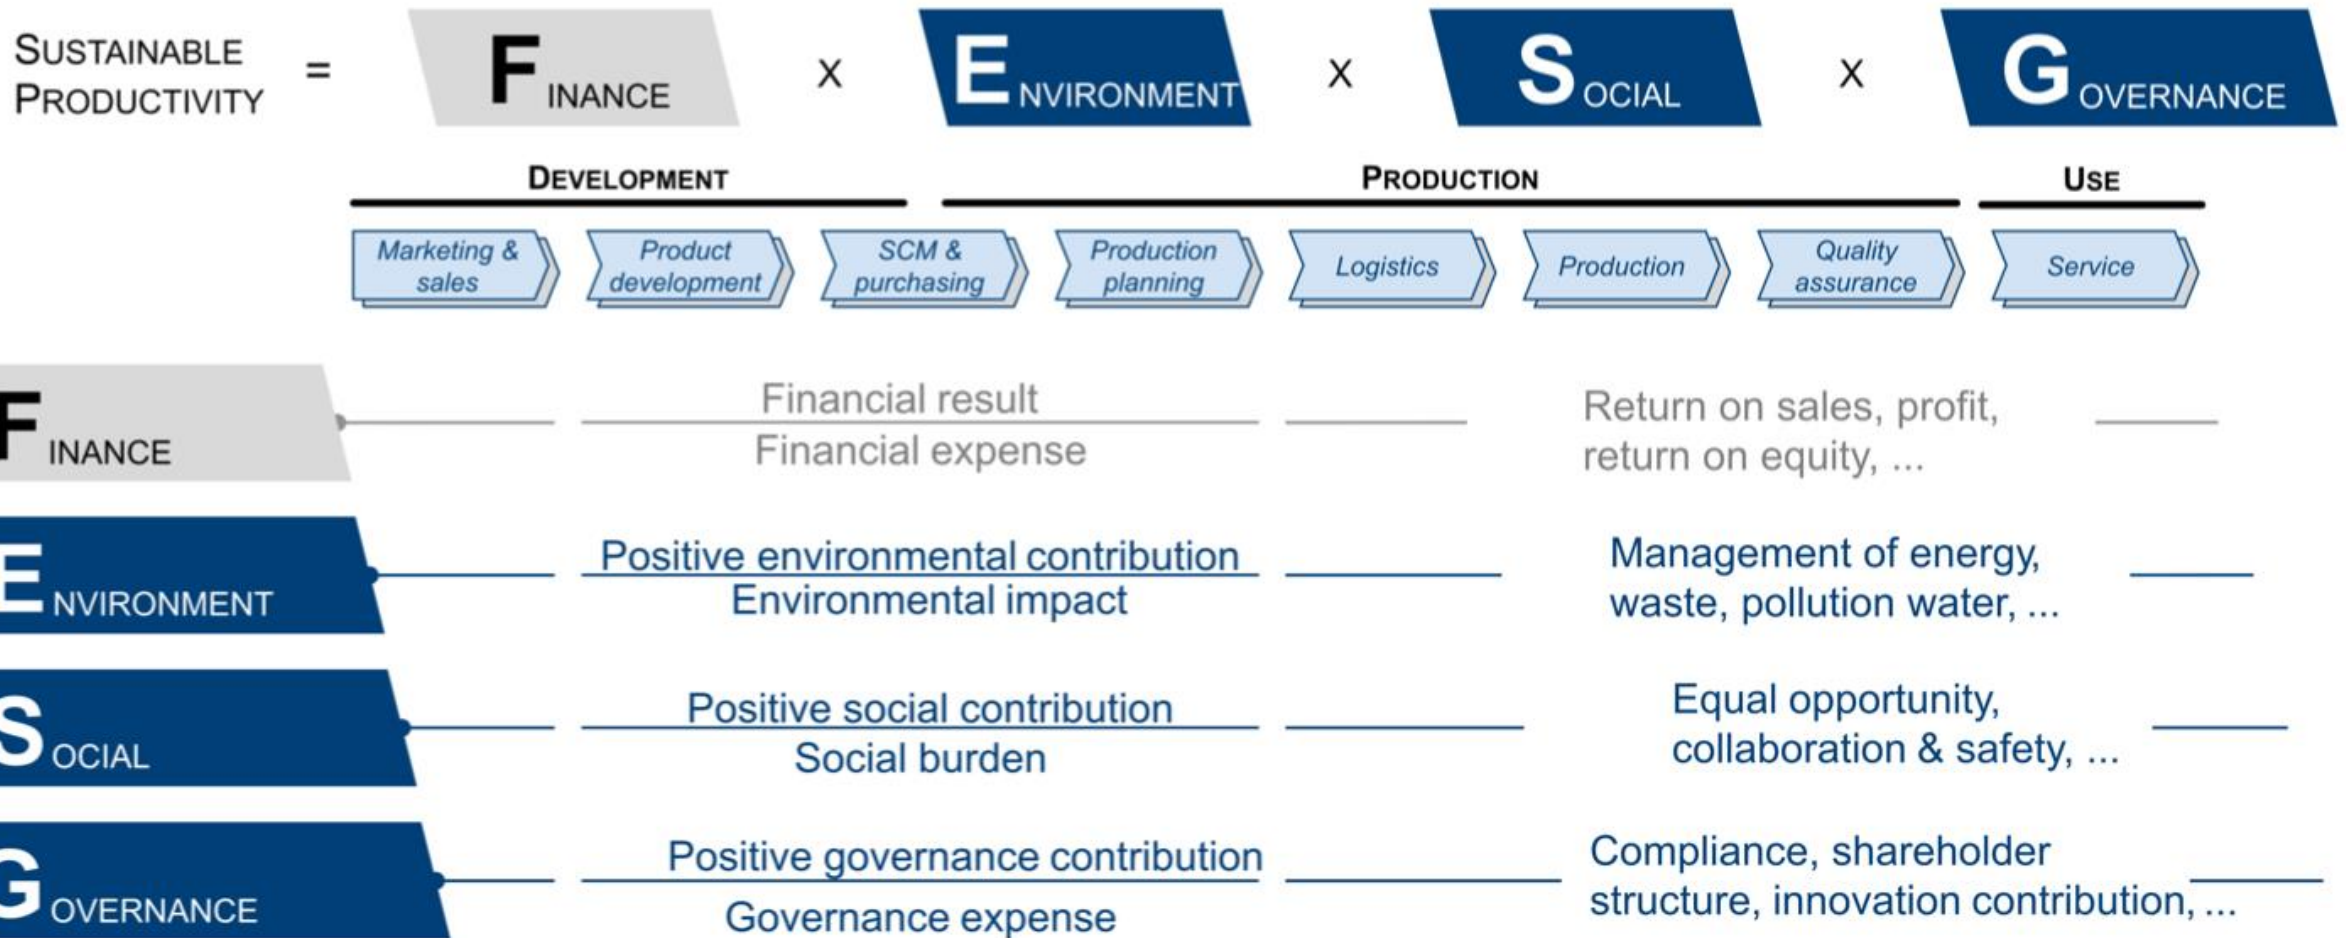 SUSTAINABLE
PRODUCTIVITY
= FINANCE x ENVIRONMENT x SOCIAL x GOVERNANCE
DEVELOPMENT PRODUCTION USE
Marketing &
sales
Product
development
SCM &
purchasing
Production
planning
Logistics
Production
Quality
assurance
Service
FINANCE
Financial result
Financial expense
Return on sales, profit,
return on equity, ...
ENVIRONMENT
Positive environmental contribution
Environmental impact
Management of energy,
waste, pollution water, ...
SOCIAL
Positive social contribution
Social burden
Equal opportunity,
collaboration & safety, ...
GOVERNANCE
Positive governance contribution
Governance expense
Compliance, shareholder
structure, innovation contribution, ...